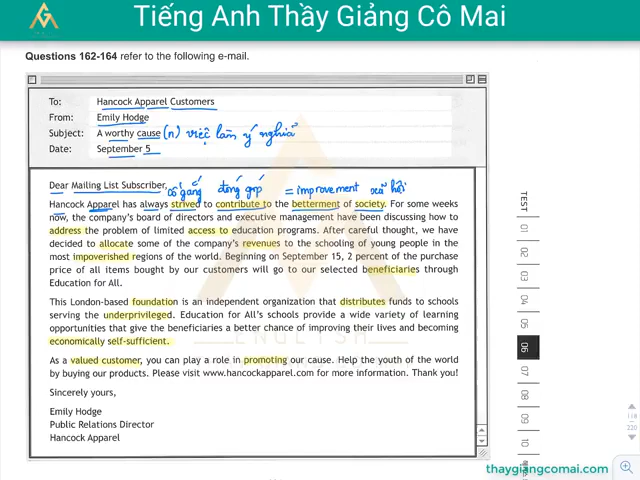 Tiếng Anh Thầy Giảng Cô Mai
Questions 162-164 refer to the following e-mail.
To: Hancock Apparel Customers
From: Emily Hodge
Subject: A worthy cause (n) việc làm ý nghĩa
Date: September 5
Dear Mailing List Subscriber,
cố gắng đóng góp = improvement xã hội
Hancock Apparel has always strived to contribute to the betterment of society. For some weeks
now, the company's board of directors and executive management have been discussing how to
address the problem of limited access to education programs. After careful thought, we have
decided to allocate some of the company's revenues to the schooling of young people in the
most impoverished regions of the world. Beginning on September 15, 2 percent of the purchase
price of all items bought by our customers will go to our selected beneficiaries through
Education for All.
This London-based foundation is an independent organization that distributes funds to schools
serving the underprivileged. Education for All's schools provide a wide variety of learning
opportunities that give the beneficiaries a better chance of improving their lives and becoming
economically self-sufficient.
As a valued customer, you can play a role in promoting our cause. Help the youth of the world
by buying our products. Please visit www.hancockapparel.com for more information. Thank you!
Sincerely yours,
Emily Hodge
Public Relations Director
Hancock Apparel
TEST
01
02
03
04
05
06
07
08
09
10
118
220
ENGLISH
thaygiangcomai.com